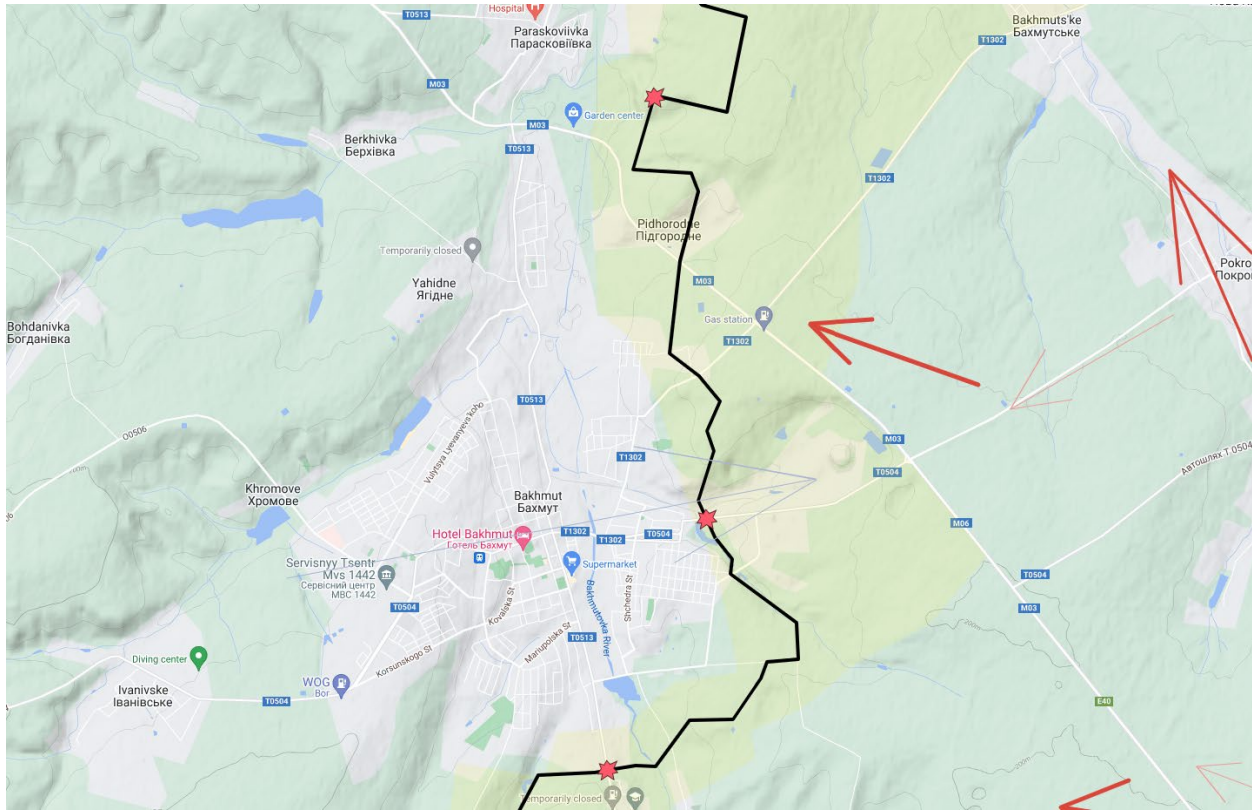 T0513
Hospital
Paraskoviivka
Парасковіївка
Bakhmuts'ke
Бахмутське
T1302
M03
Garden center
M03
Berkhivka
Берхівка
T0513
T1302
Pidhorodne
Підгородне
Temporarily closed
Yahidne
Ягідне
M03
Bohdanivka
Богданівка
Gas station
T1302
T0513
O0506
Vulytsya Lyevanyevs'koho
M03
T0504
Автошлях Т 0504
T1302
Khromove
Хромове
Bakhmut
Бахмут
Hotel Bakhmut
Готель Бахмут
T1302
T1302
T0504
M06
Servisnyy Tsentr
Mvs 1442
Сервісний центр
МВС 1442
Supermarket
T0504
M03
T0504
Kovalska St
Bakhmutovka River
Shchedra St
Mariupolska St
T0513
Korsunskogo St
Diving center
Ivanivske
Іванівське
T0504
WOG
Bor
E40
Temporarily closed